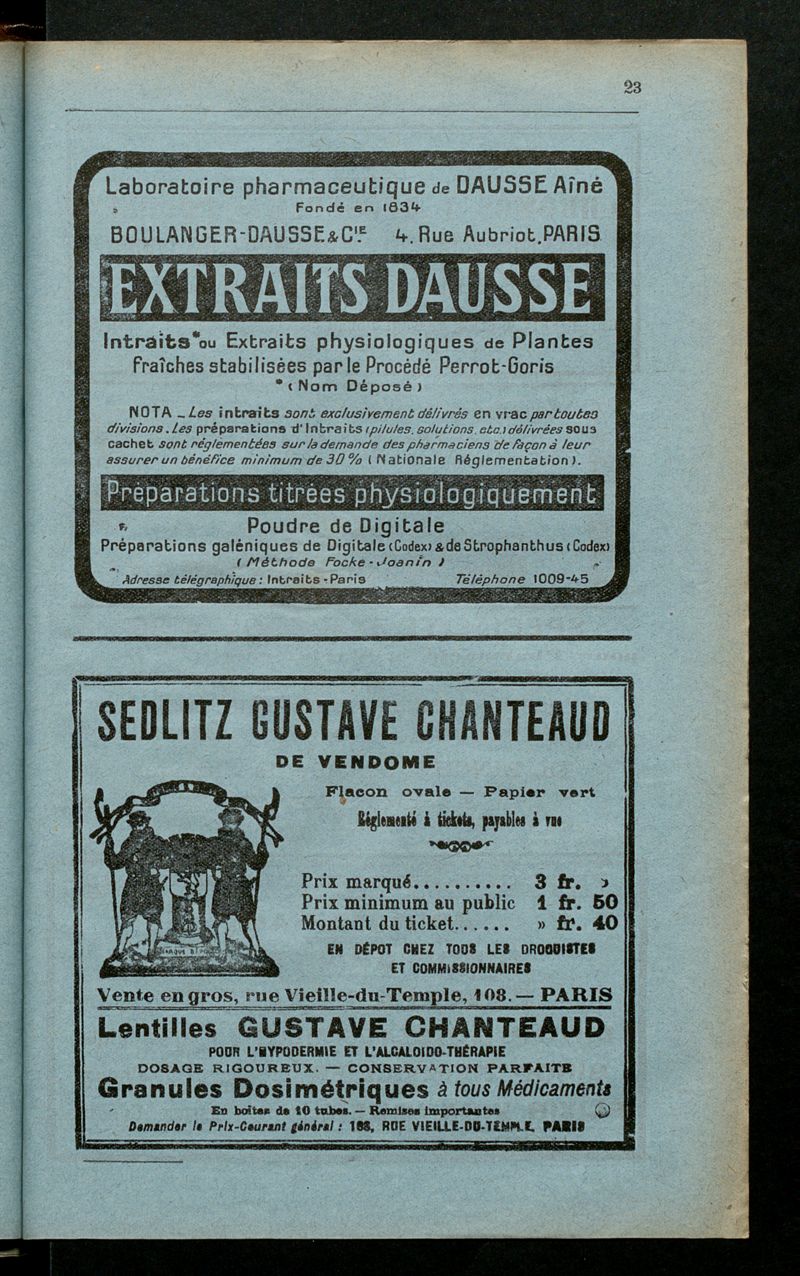 23
Laboratoire pharmaceutique de DAUSSE Aîné
Fondé en 1834
BOULANGER-DAUSSE & Cie 4, Rue Aubriot, PARIS
EXTRAITS DAUSSE
Intraits* ou Extraits physiologiques de Plantes
fraîches stabilisées par le Procédé Perrot-Goris
* (Nom Déposé)
NOTA _ Les intraits sont exclusivement délivrés en vrac par toutes
divisions. Les préparations d'Intraits (pilules, solutions, etc.) délivrées sous
cachet sont réglementées sur la demande des pharmaciens de façon à leur
assurer un bénéfice minimum de 30 % (Nationale Réglementation).
Préparations titrées physiologiquement
Poudre de Digitale
Préparations galéniques de Digitale (Codex) & de Strophanthus (Codex)
(Méthode Focke-Joanin)
Adresse télégraphique: Intraits-Paris Téléphone 1009-45
SEDLITZ GUSTAVE CHANTEAUD
DE VENDOME
Flacon ovale — Papier vert
Réglementé à tickets, payables à vue
Prix marqué.......... 3 fr. »
Prix minimum au public 1 fr. 50
Montant du ticket...... » fr. 40
EN DÉPOT CHEZ TOUS LES DROGUISTES
ET COMMISSIONNAIRES
Vente en gros, rue Vieille-du-Temple, 108. — PARIS
Lentilles GUSTAVE CHANTEAUD
POUR L'HYPODERMIE ET L'ALCALOIDO-THÉRAPIE
DOSAGE RIGOUREUX. — CONSERVATION PARFAITE
Granules Dosimétriques à tous Médicaments
En boîtes de 10 tubes. — Remises importantes
Demander le Prix-Courant général : 108, RUE VIEILLE-DU-TEMPLE, PARIS